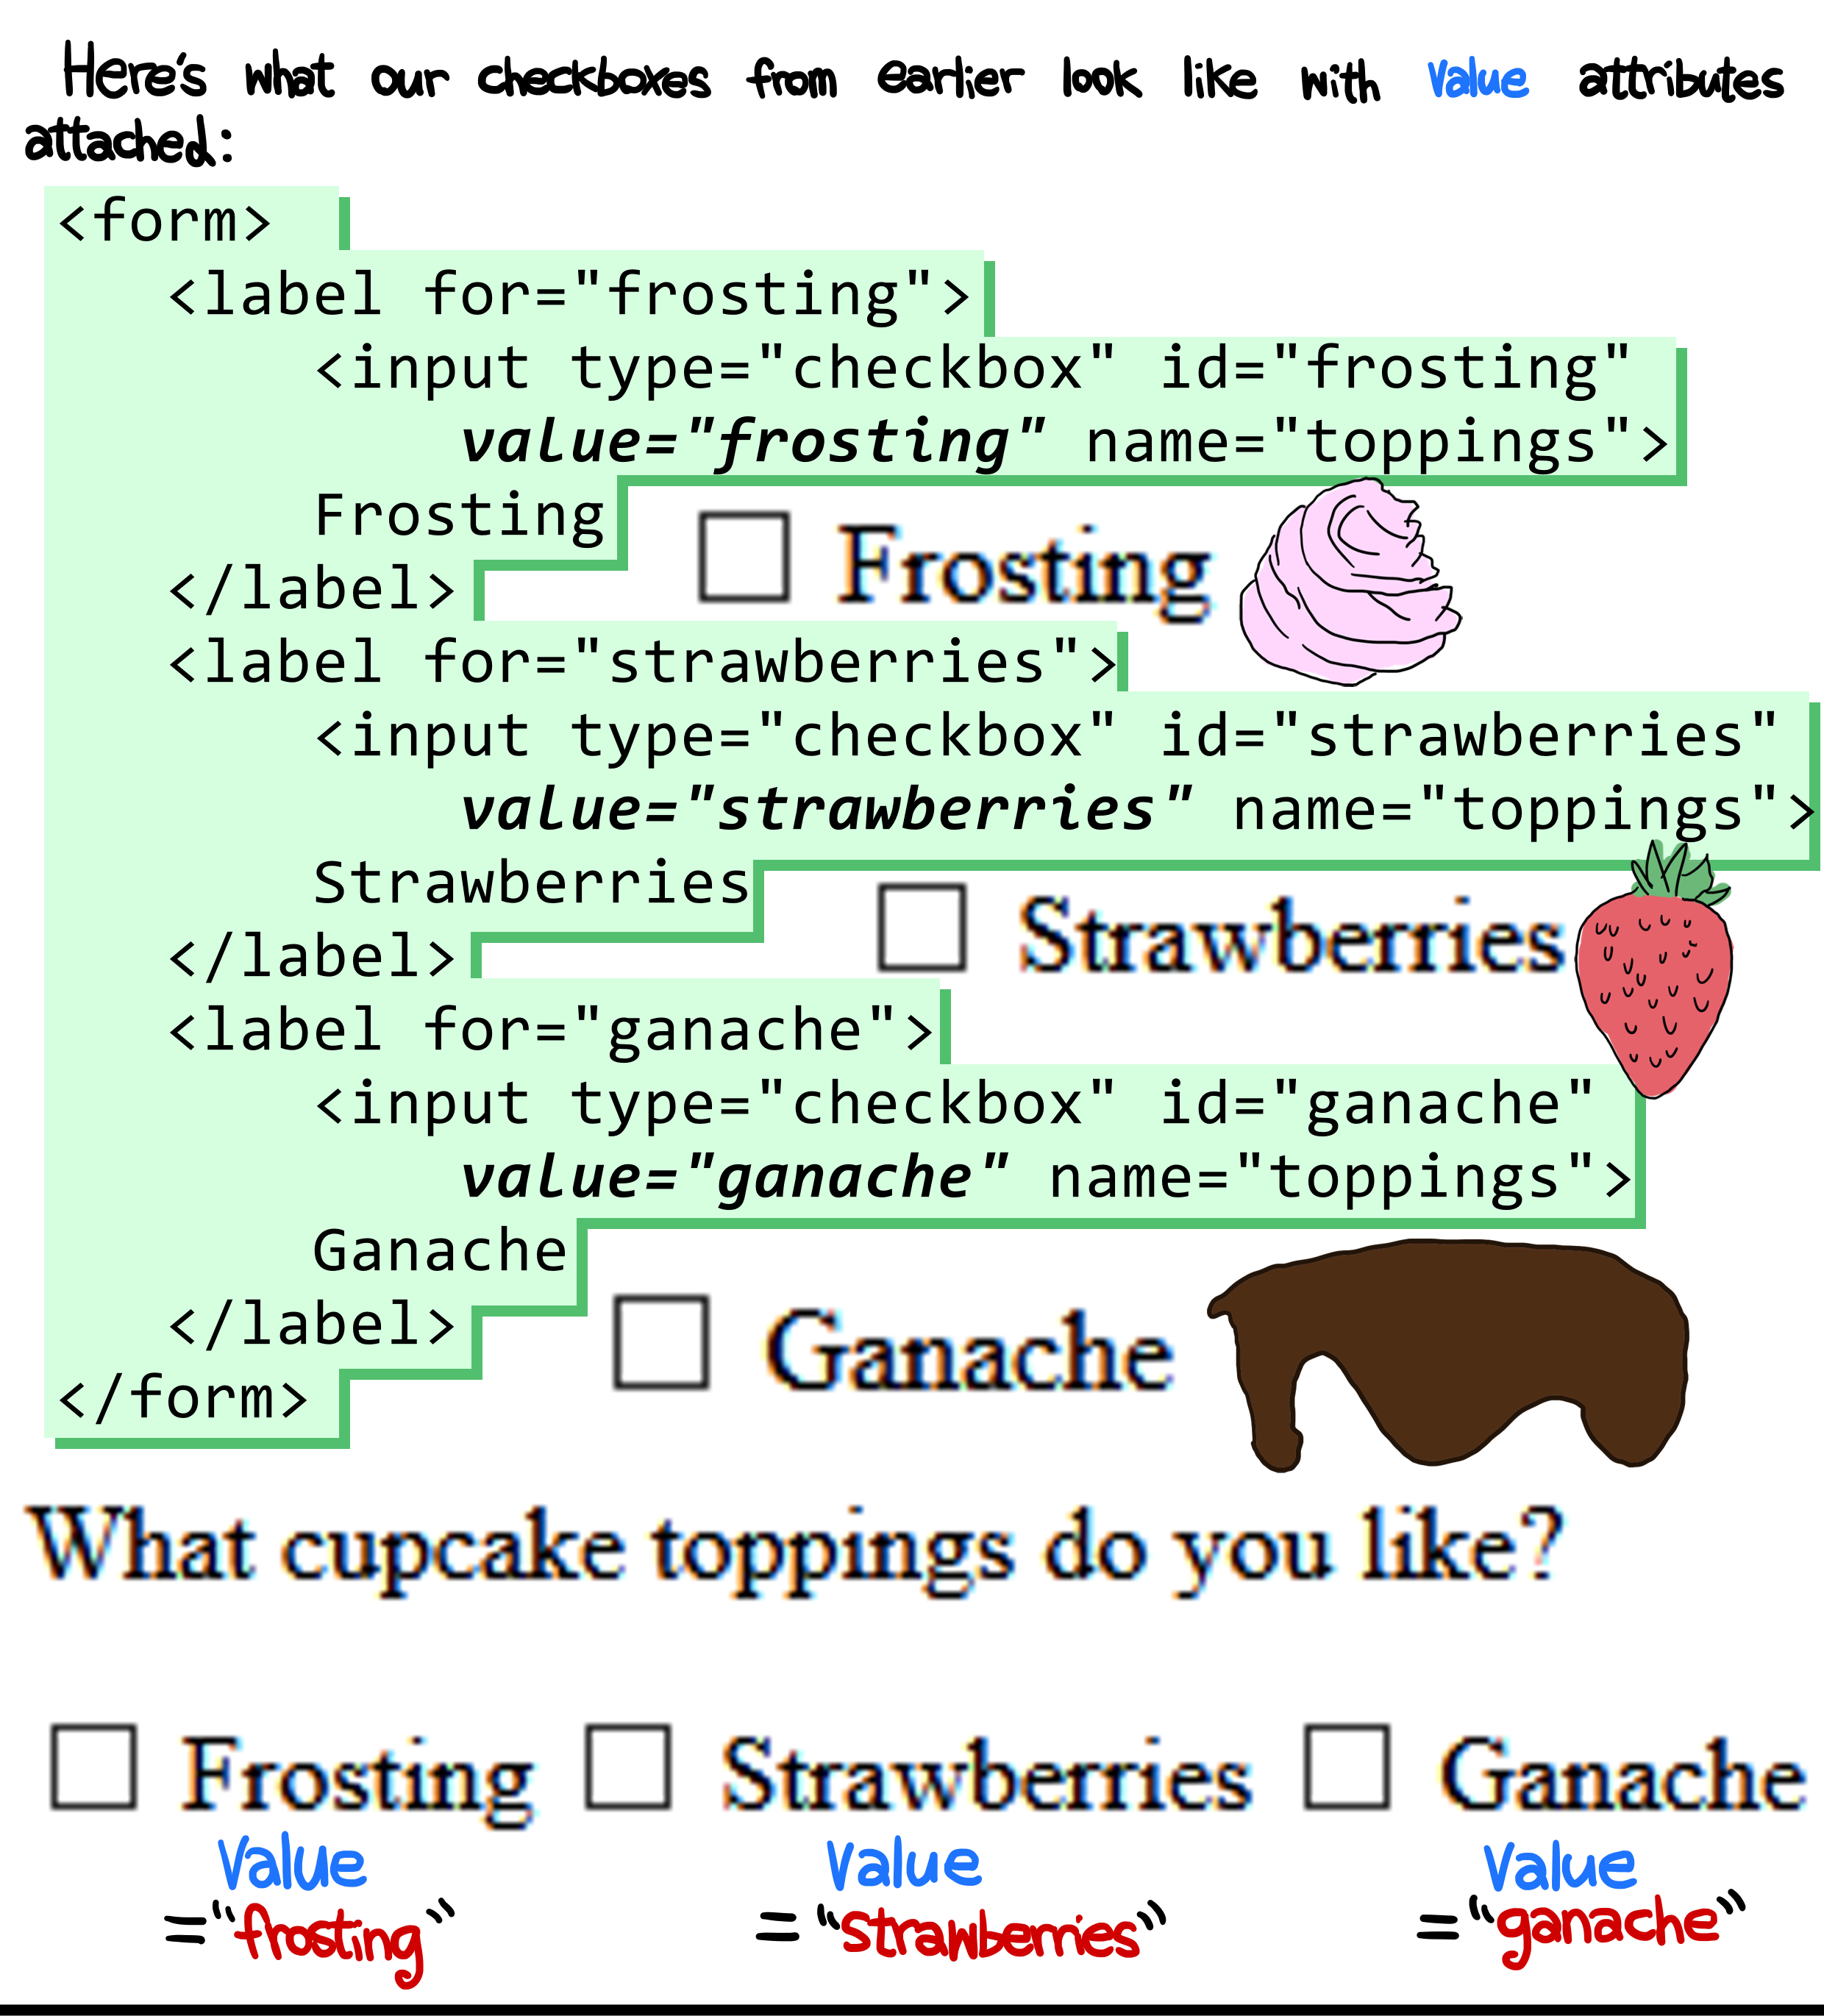 Here's what our checkboxes from earlier look like with value attributes
attached:
<form>
<label for="frosting">
<input type="checkbox" id="frosting"
value="frosting" name="toppings">
Frosting
Frosting
</label>
<label for="strawberries">
<input type="checkbox" id="strawberries"
value="strawberries" name="toppings">
Strawberries
Strawberries
</label>
<label for="ganache">
<input type="checkbox" id="ganache"
value="ganache" name="toppings">
Ganache
</label>
Ganache
</form>
What cupcake toppings do you like?
Frosting Strawberries Ganache
Value Value Value
="frosting" ="strawberries" ="ganache"